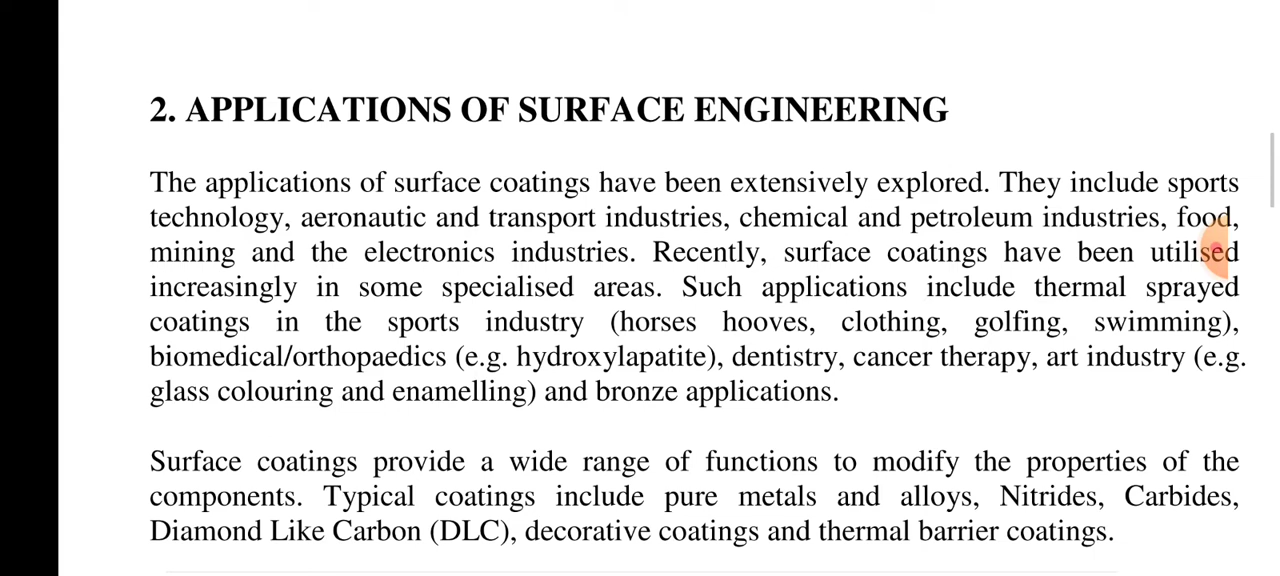 2. APPLICATIONS OF SURFACE ENGINEERING
The applications of surface coatings have been extensively explored. They include sports
technology, aeronautic and transport industries, chemical and petroleum industries, food,
mining and the electronics industries. Recently, surface coatings have been utilised
increasingly in some specialised areas. Such applications include thermal sprayed
coatings in the sports industry (horses hooves, clothing, golfing, swimming),
biomedical/orthopaedics (e.g. hydroxylapatite), dentistry, cancer therapy, art industry (e.g.
glass colouring and enamelling) and bronze applications.
Surface coatings provide a wide range of functions to modify the properties of the
components. Typical coatings include pure metals and alloys, Nitrides, Carbides,
Diamond Like Carbon (DLC), decorative coatings and thermal barrier coatings.